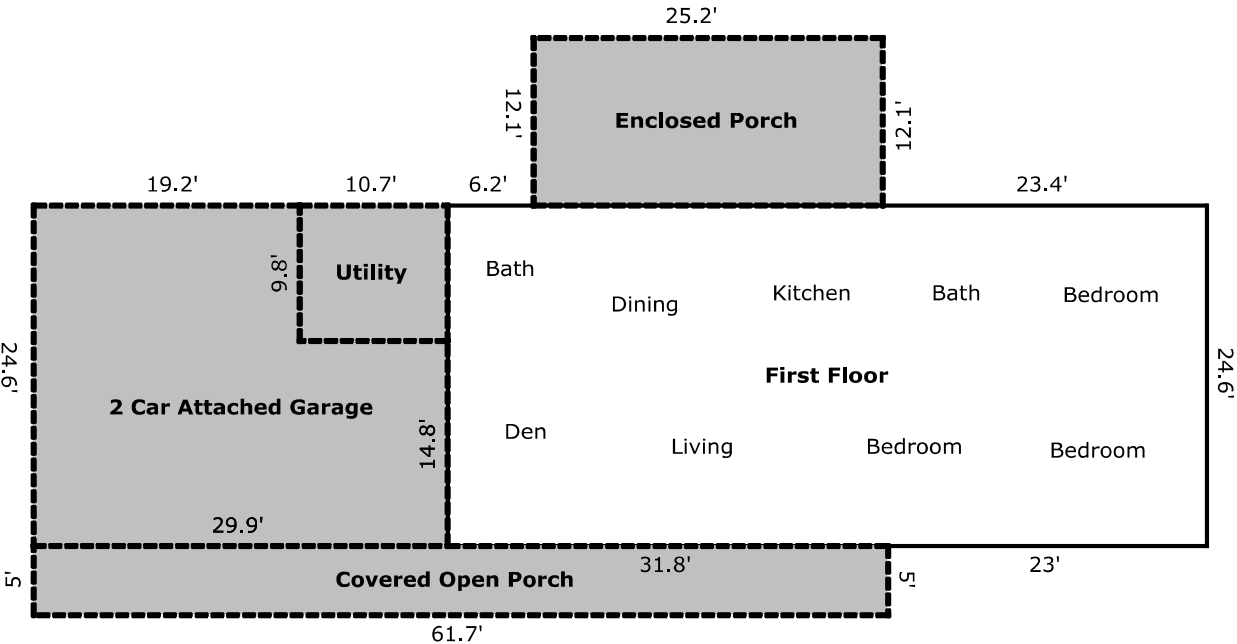 25.2'
12.1'
Enclosed Porch
12.1'
19.2'
10.7'
6.2'
23.4'
9.8'
Utility
Bath
Dining
Kitchen
Bath
Bedroom
24.6'
First Floor
24.6'
2 Car Attached Garage
14.8'
Den
Living
Bedroom
Bedroom
29.9'
5'
Covered Open Porch
31.8'
5'
23'
61.7'